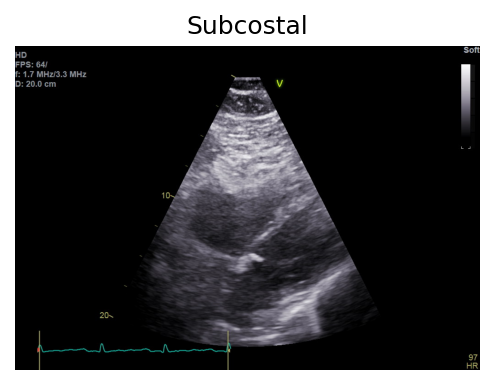 Subcostal
HD
FPS: 64/
f: 1.7 MHz/3.3 MHz
D: 20.0 cm
Soft
V
10
20
97
HR